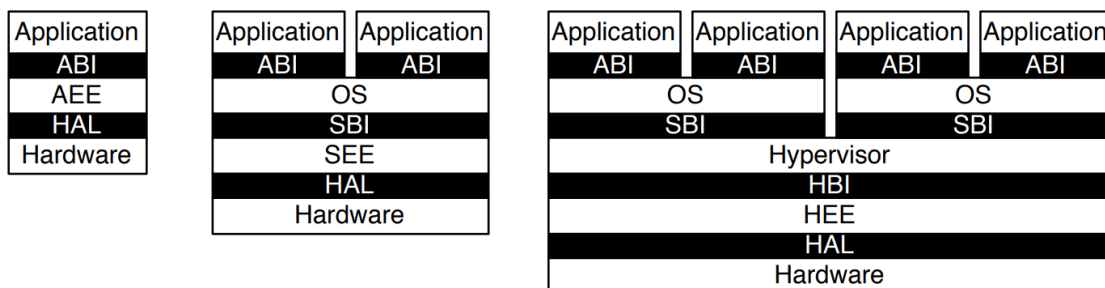 Application
ABI
AEE
HAL
Hardware
Application Application
ABI ABI
OS
SBI
SEE
HAL
Hardware
Application Application Application Application
ABI ABI ABI ABI
OS OS
SBI SBI
Hypervisor
HBI
HEE
HAL
Hardware